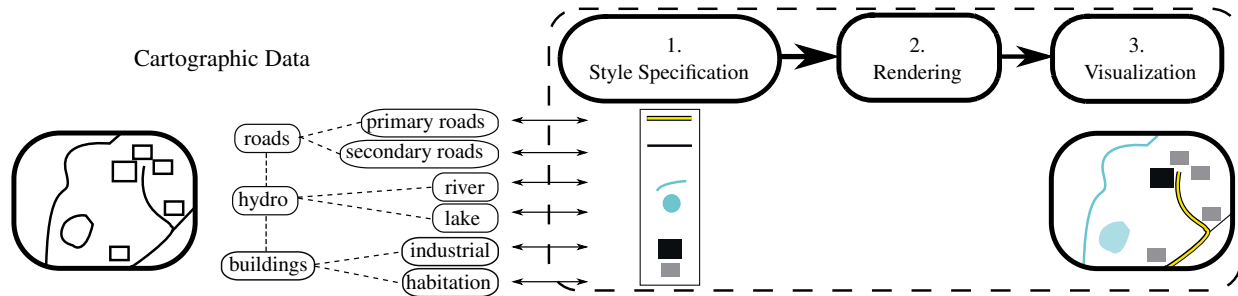 Cartographic Data
1.
Style Specification
2.
Rendering
3.
Visualization
roads
primary roads
secondary roads
hydro
river
lake
buildings
industrial
habitation